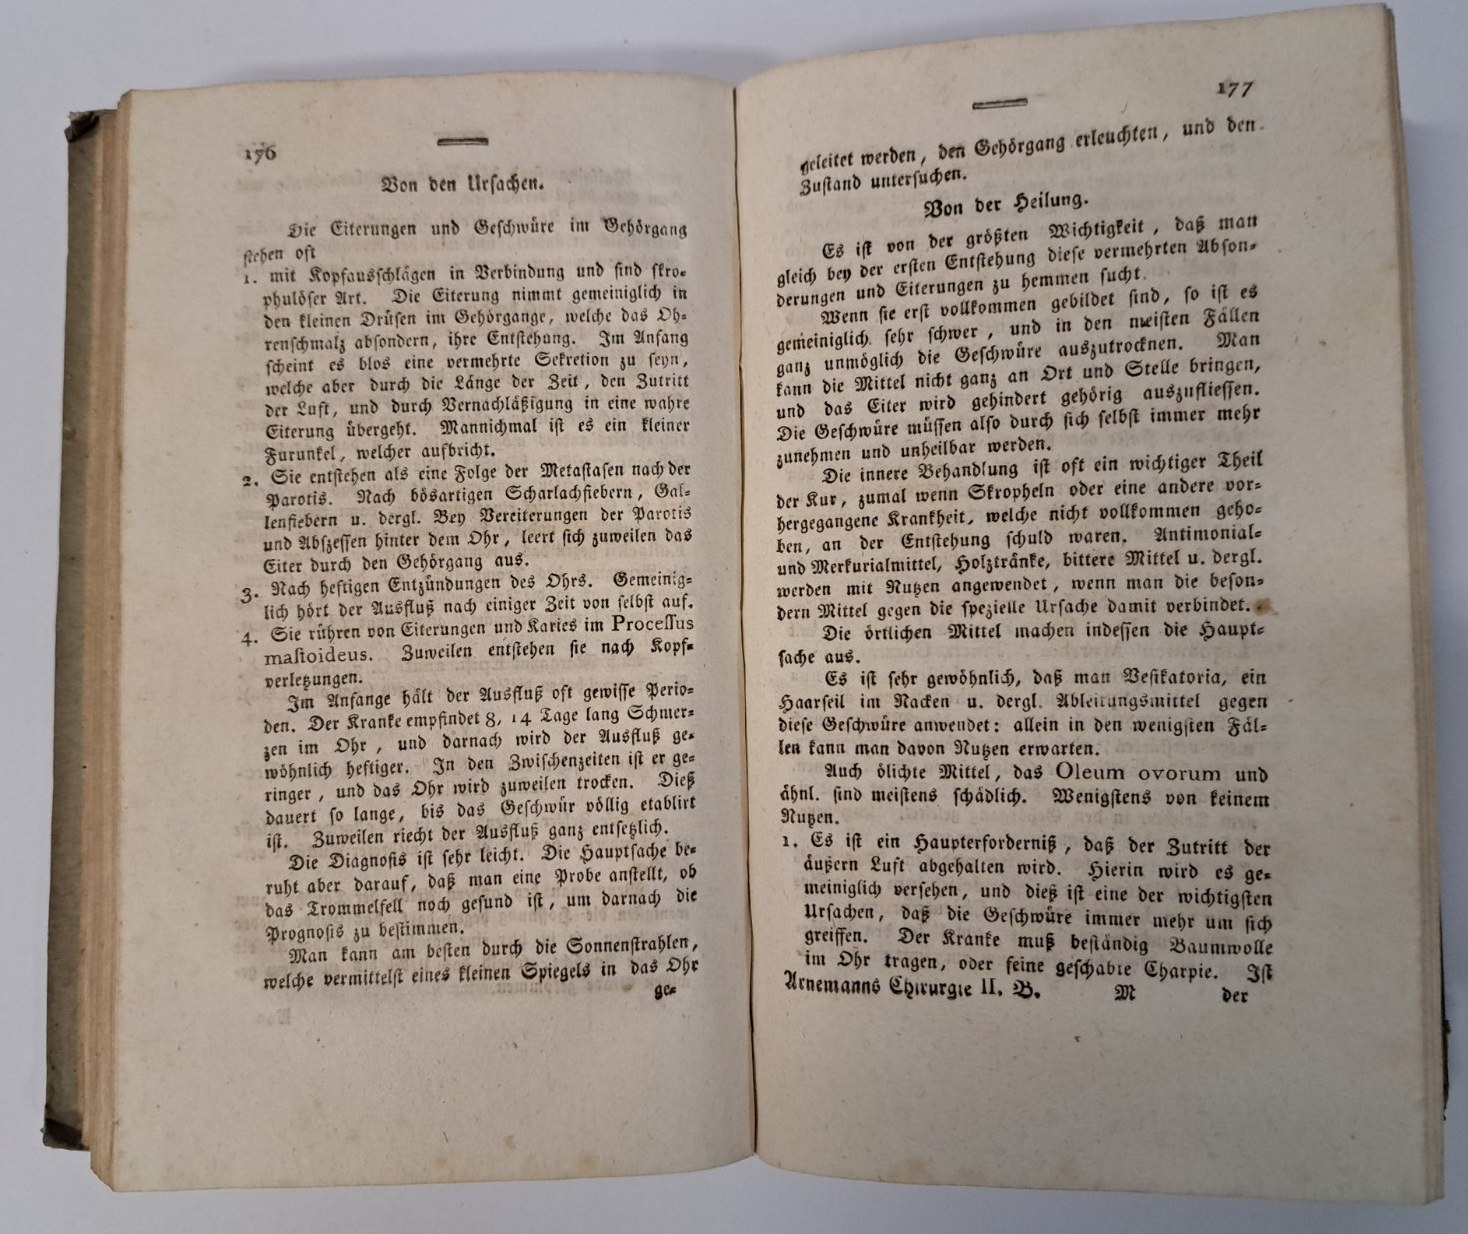 176
Von den Ursachen.
Die Eiterungen und Geschwüre im Gehörgang
stehen oft
1. mit Kopfausschlägen in Verbindung und sind skro-
phulöser Art. Die Eiterung nimmt gemeiniglich in
den kleinen Drüsen im Gehörgange, welche das Oh-
renschmalz absondern, ihre Entstehung. Im Anfang
scheint es blos eine vermehrte Sekretion zu seyn,
welche aber durch die Länge der Zeit, den Zutritt
der Luft, und durch Vernachläßigung in eine wahre
Eiterung übergeht. Mannichmal ist es ein kleiner
Furunkel, welcher aufbricht.
2. Sie entstehen als eine Folge der Metastasen nach der
Parotis. Nach bösartigen Scharlachfiebern, Gal-
lenfiebern u. dergl. Bey Vereiterungen der Parotis
und Abszessen hinter dem Ohr, leert sich zuweilen das
Eiter durch den Gehörgang aus.
3. Nach heftigen Entzündungen des Ohrs. Gemeinig-
lich hört der Ausfluß nach einiger Zeit von selbst auf.
4. Sie rühren von Eiterungen und Karies im Processus
mastoideus. Zuweilen entstehen sie nach Kopf-
verletzungen.
Im Anfange hält der Ausfluß oft gewisse Perio-
den. Der Kranke empfindet 8, 14 Tage lang Schmer-
zen im Ohr, und darnach wird der Ausfluß ge-
wöhnlich heftiger. In den Zwischenzeiten ist er ge-
ringer, und das Ohr wird zuweilen trocken. Dieß
dauert so lange, bis das Geschwür völlig etablirt
ist. Zuweilen riecht der Ausfluß ganz entsetzlich.
Die Diagnosis ist sehr leicht. Die Hauptsache be-
ruht aber darauf, daß man eine Probe anstellt, ob
das Trommelfell noch gesund ist, um darnach die
Prognosis zu bestimmen.
Man kann am besten durch die Sonnenstrahlen,
welche vermittelst eines kleinen Spiegels in das Ohr
ge-
177
geleitet werden, den Gehörgang erleuchten, und den
Zustand untersuchen.
Von der Heilung.
Es ist von der größten Wichtigkeit, daß man
gleich bey der ersten Entstehung diese vermehrten Abson-
derungen und Eiterungen zu hemmen sucht.
Wenn sie erst vollkommen gebildet sind, so ist es
gemeiniglich sehr schwer, und in den meisten Fällen
ganz unmöglich die Geschwüre auszutrocknen. Man
kann die Mittel nicht ganz an Ort und Stelle bringen,
und das Eiter wird gehindert gehörig auszufliessen.
Die Geschwüre müssen also durch sich selbst immer mehr
zunehmen und unheilbar werden.
Die innere Behandlung ist oft ein wichtiger Theil
der Kur, zumal wenn Skropheln oder eine andere vor-
hergegangene Krankheit, welche nicht vollkommen geho-
ben, an der Entstehung schuld waren. Antimonial-
und Merkurialmittel, Holztränke, bittere Mittel u. dergl.
werden mit Nutzen angewendet, wenn man die beson-
dern Mittel gegen die spezielle Ursache damit verbindet.
Die örtlichen Mittel machen indessen die Haupt-
sache aus.
Es ist sehr gewöhnlich, daß man Vesikatoria, ein
Haarseil im Nacken u. dergl. Ableitungsmittel gegen
diese Geschwüre anwendet: allein in den wenigsten Fäl-
len kann man davon Nutzen erwarten.
Auch ölichte Mittel, das Oleum ovorum und
ähnl. sind meistens schädlich. Wenigstens von keinem
Nutzen.
1. Es ist ein Haupterforderniß, daß der Zutritt der
äußern Luft abgehalten wird. Hierin wird es ge-
meiniglich versehen, und dieß ist eine der wichtigsten
Ursachen, daß die Geschwüre immer mehr um sich
greiffen. Der Kranke muß beständig Baumwolle
im Ohr tragen, oder feine geschabte Charpie. Ist
Arnemanns Chirurgie II. B. M der